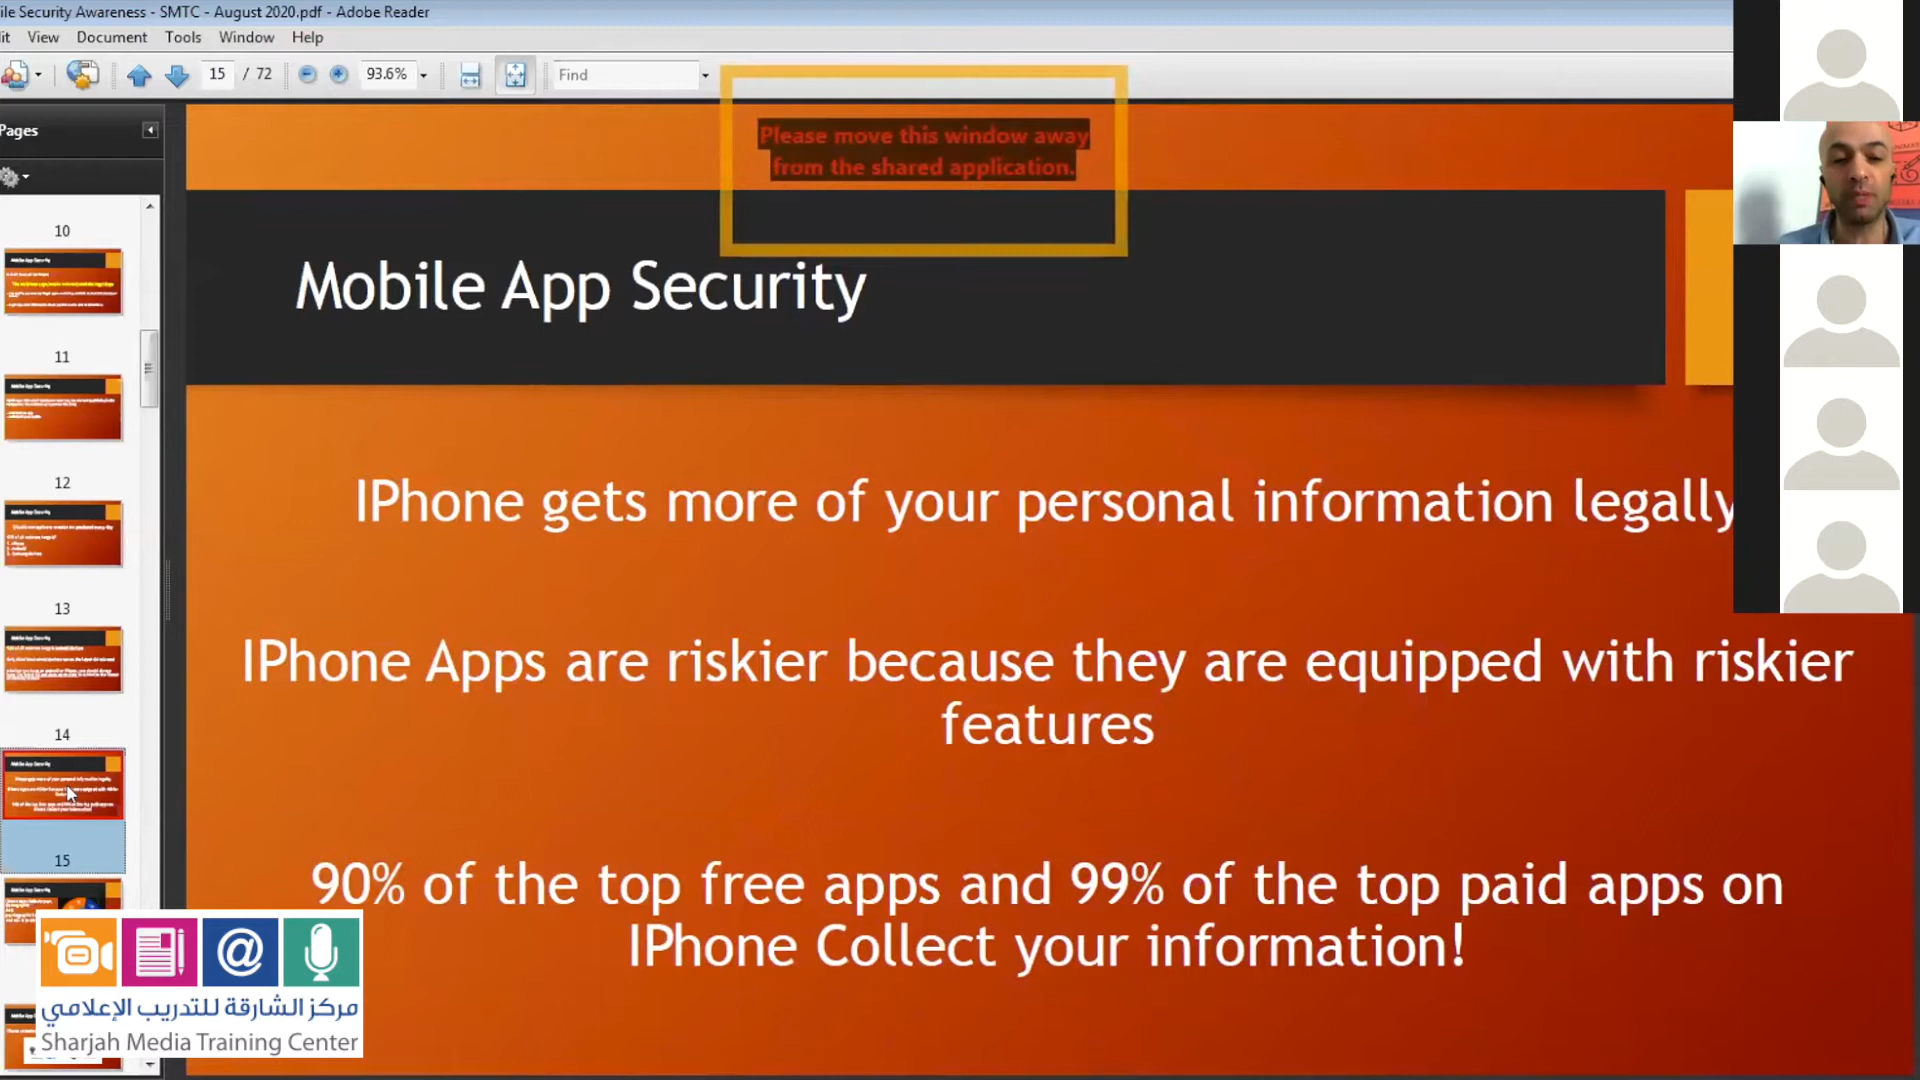 ile Security Awareness - SMTC - August 2020.pdf - Adobe Reader
it View Document Tools Window Help
15 / 72 93.6% Find
Please move this window away
from the shared application.
Pages
10
11
12
13
14
15
Mobile App Security
IPhone gets more of your personal information legally
IPhone Apps are riskier because they are equipped with riskier
features
90% of the top free apps and 99% of the top paid apps on
IPhone Collect your information!
مركز الشارقة للتدريب الإعلامي
Sharjah Media Training Center